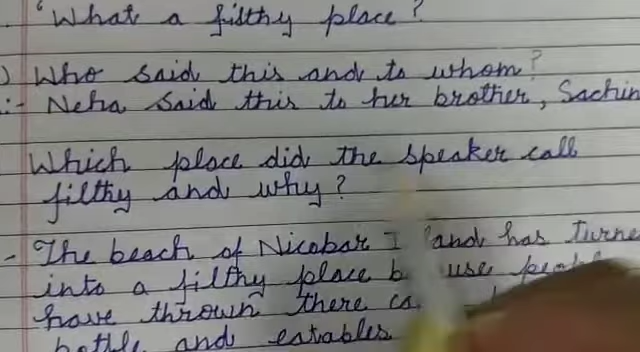 "What a filthy place?
) Who said this and to whom?
:- Neha said this to her brother, Sachin
Which place did the speaker call
filthy and why?
- The beach of Nicobar I and has turne
into a filthy place b use
have thrown there
bottle and eatables